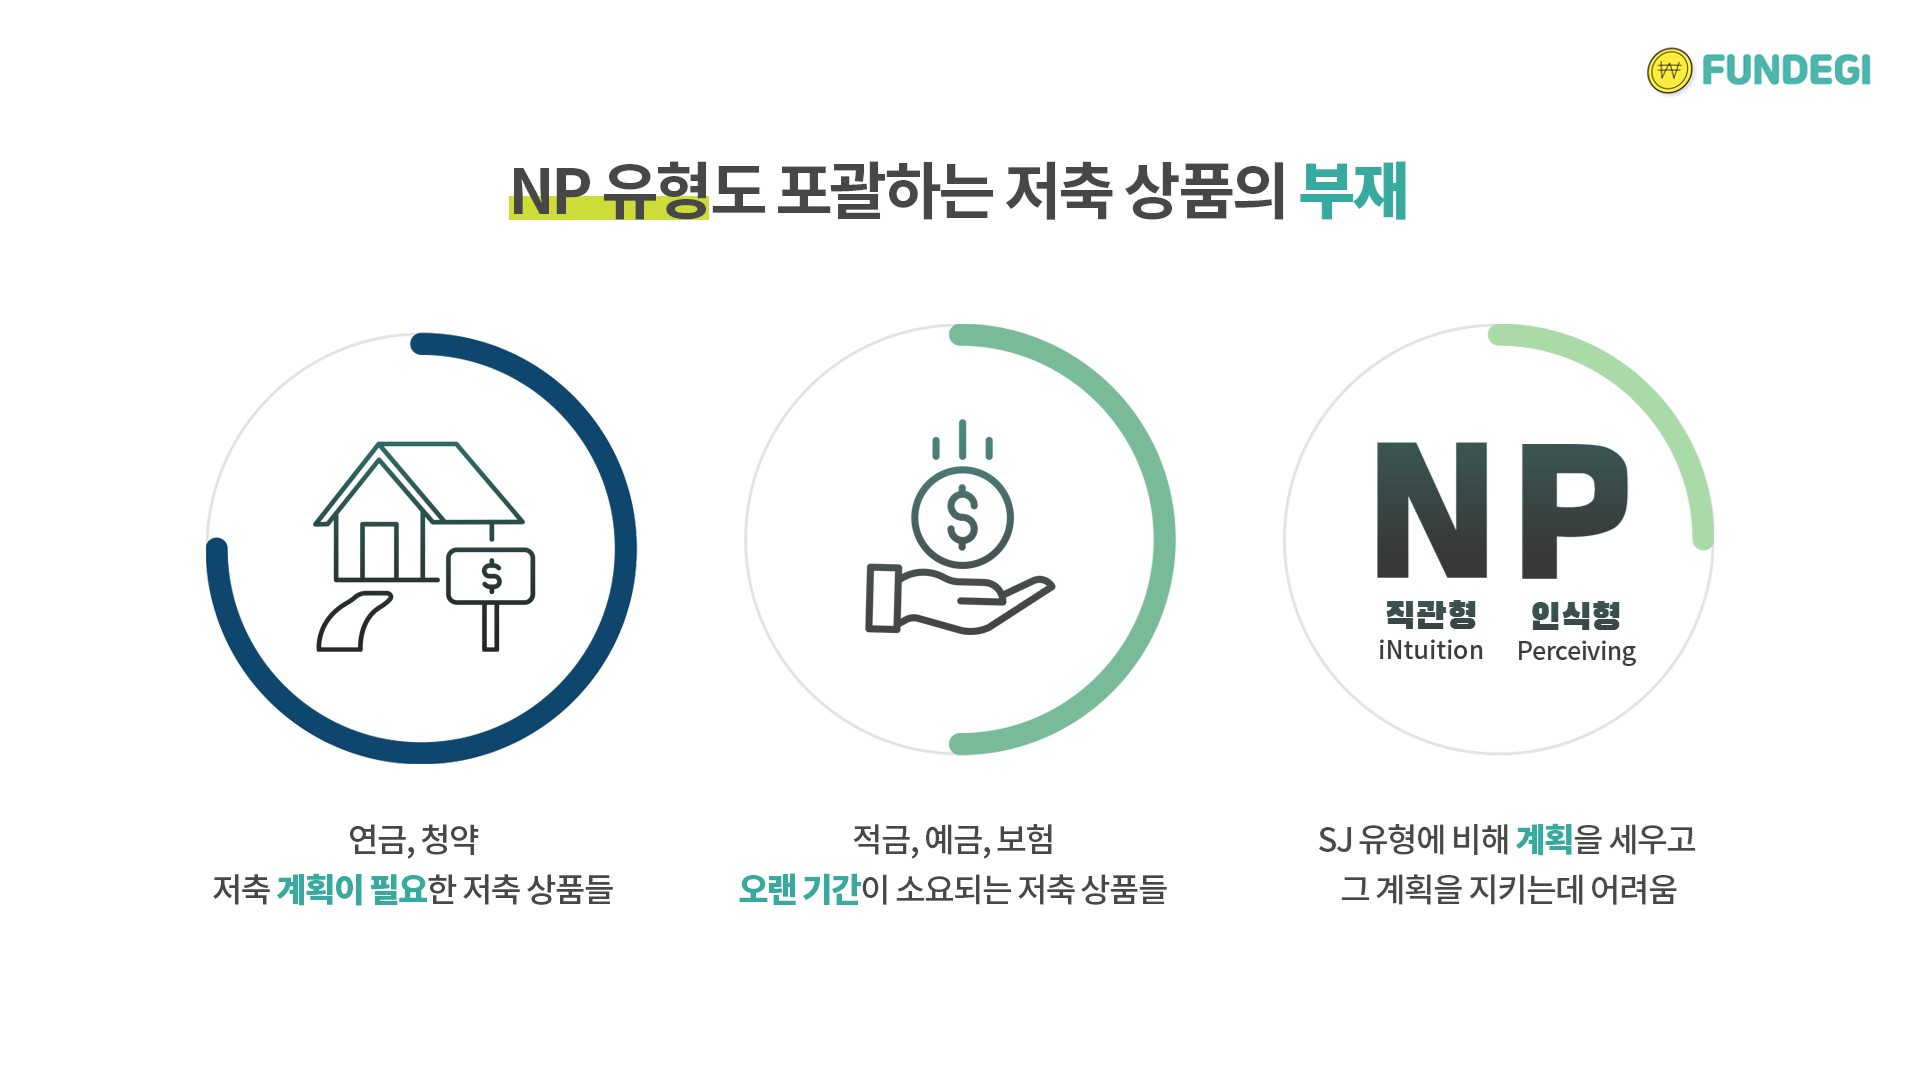 ₩ FUNDEGI
NP 유형도 포괄하는 저축 상품의 부재
$
$
N P
직관형 인식형
iNtuition Perceiving
연금, 청약
저축 계획이 필요한 저축 상품들
적금, 예금, 보험
오랜 기간이 소요되는 저축 상품들
SJ 유형에 비해 계획을 세우고
그 계획을 지키는데 어려움